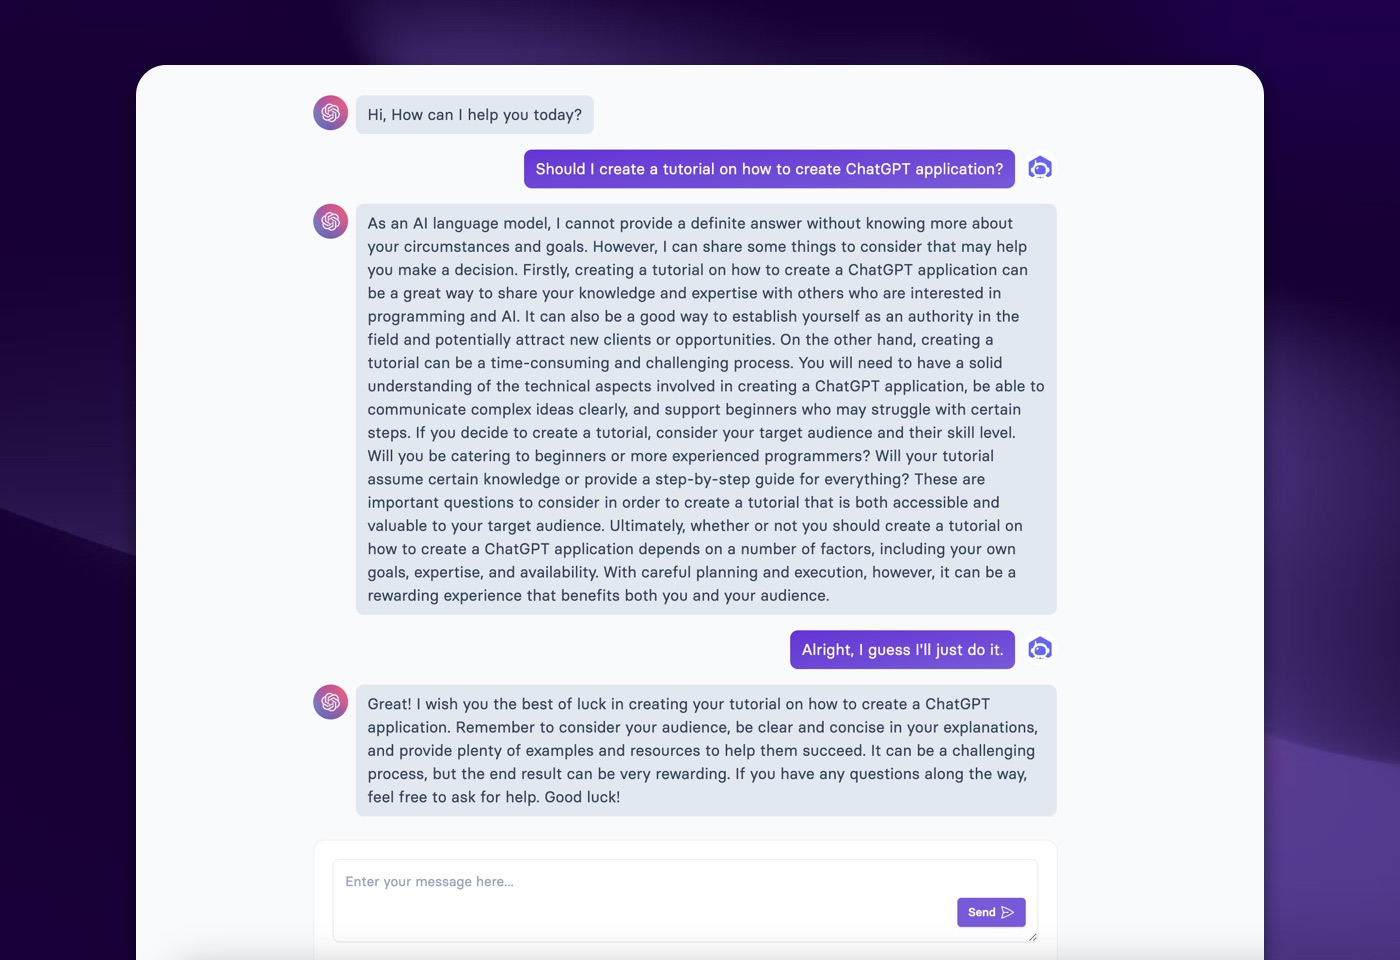 Hi, How can I help you today?
Should I create a tutorial on how to create ChatGPT application?
As an AI language model, I cannot provide a definite answer without knowing more about
your circumstances and goals. However, I can share some things to consider that may help
you make a decision. Firstly, creating a tutorial on how to create a ChatGPT application can
be a great way to share your knowledge and expertise with others who are interested in
programming and AI. It can also be a good way to establish yourself as an authority in the
field and potentially attract new clients or opportunities. On the other hand, creating a
tutorial can be a time-consuming and challenging process. You will need to have a solid
understanding of the technical aspects involved in creating a ChatGPT application, be able to
communicate complex ideas clearly, and support beginners who may struggle with certain
steps. If you decide to create a tutorial, consider your target audience and their skill level.
Will you be catering to beginners or more experienced programmers? Will your tutorial
assume certain knowledge or provide a step-by-step guide for everything? These are
important questions to consider in order to create a tutorial that is both accessible and
valuable to your target audience. Ultimately, whether or not you should create a tutorial on
how to create a ChatGPT application depends on a number of factors, including your own
goals, expertise, and availability. With careful planning and execution, however, it can be a
rewarding experience that benefits both you and your audience.
Alright, I guess I'll just do it.
Great! I wish you the best of luck in creating your tutorial on how to create a ChatGPT
application. Remember to consider your audience, be clear and concise in your explanations,
and provide plenty of examples and resources to help them succeed. It can be a challenging
process, but the end result can be very rewarding. If you have any questions along the way,
feel free to ask for help. Good luck!
Enter your message here...
Send